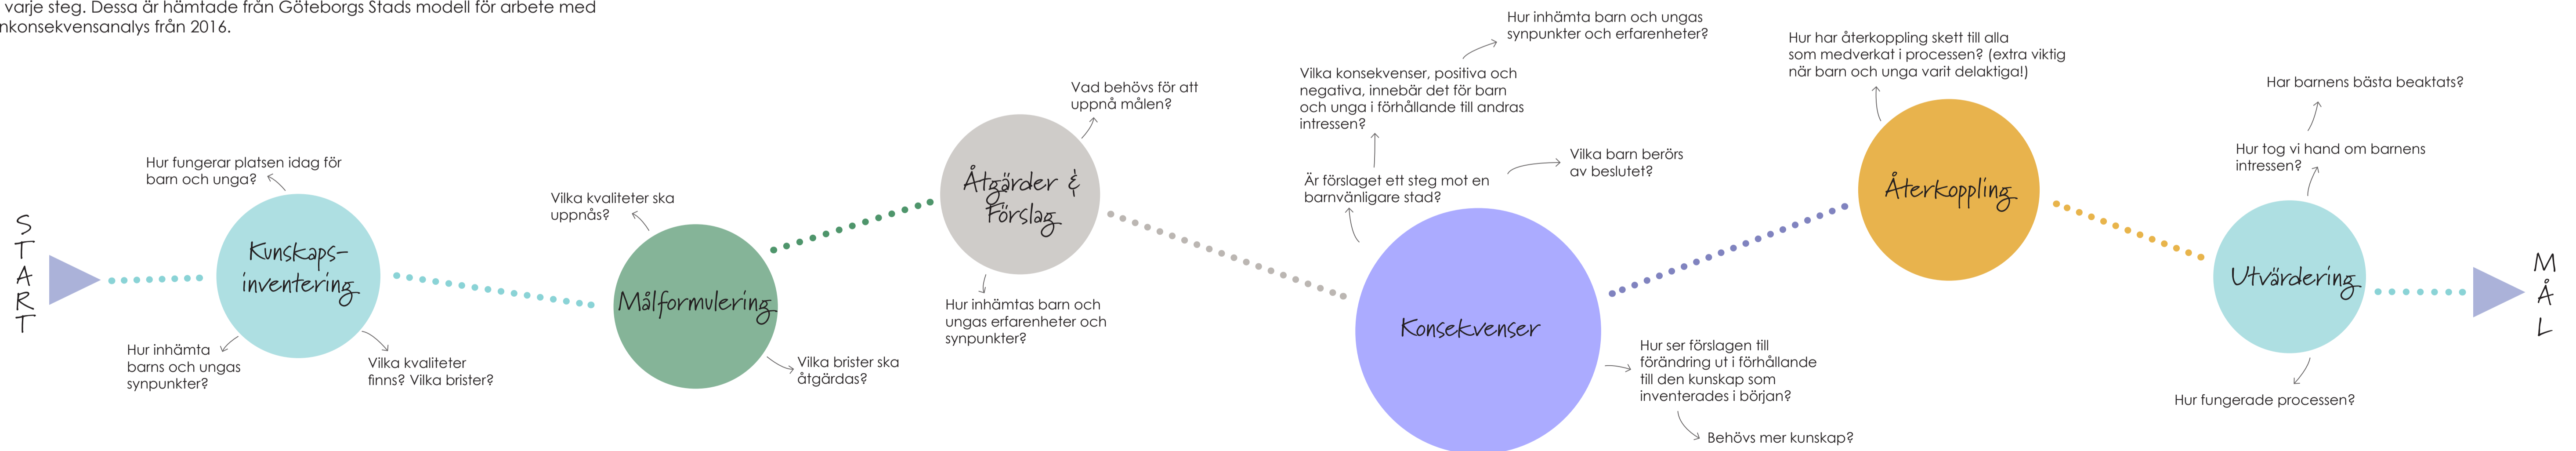 varje steg. Dessa är hämtade från Göteborgs Stads modell för arbete med
nkonsekvensanalys från 2016.
START
Kunskaps-
inventering
Hur fungerar platsen idag för
barn och unga?
Hur inhämta
barns och ungas
synpunkter?
Vilka kvaliteter
finns? Vilka brister?
Målformulering
Vilka kvaliteter ska
uppnås?
Vilka brister ska
åtgärdas?
Åtgärder &
Förslag
Vad behövs för att
uppnå målen?
Hur inhämtas barn och
ungas erfarenheter och
synpunkter?
Konsekvenser
Är förslaget ett steg mot en
barnvänligare stad?
Vilka konsekvenser, positiva och
negativa, innebär det för barn
och unga i förhållande till andras
intressen?
Hur inhämta barn och ungas
synpunkter och erfarenheter?
Vilka barn berörs
av beslutet?
Hur ser förslagen till
förändring ut i förhållande
till den kunskap som
inventerades i början?
Behövs mer kunskap?
Återkoppling
Hur har återkoppling skett till alla
som medverkat i processen? (extra viktig
när barn och unga varit delaktiga!)
Utvärdering
Hur tog vi hand om barnens
intressen?
Har barnens bästa beaktats?
Hur fungerade processen?
MÅL